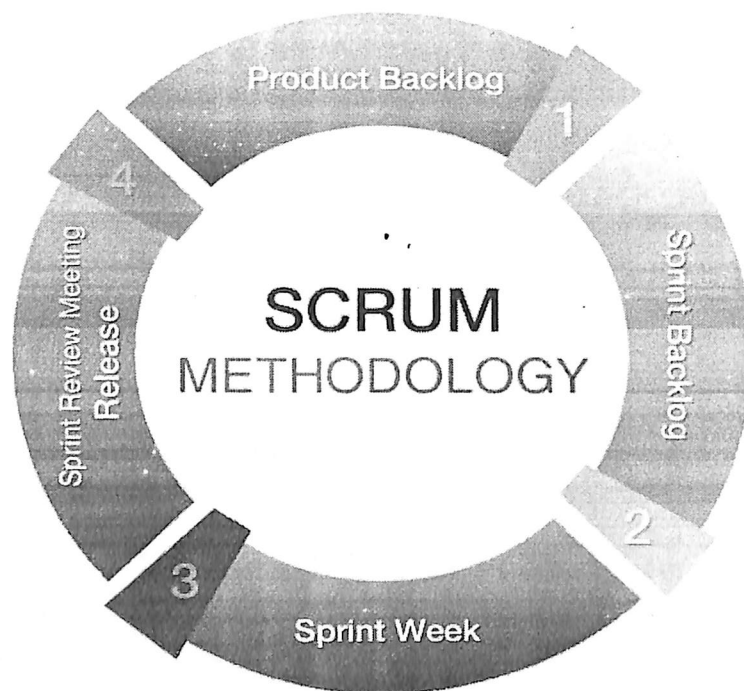 Product Backlog
1
Sprint Backlog
2
Sprint Week
3
Sprint Review Meeting
Release
4
SCRUM
METHODOLOGY